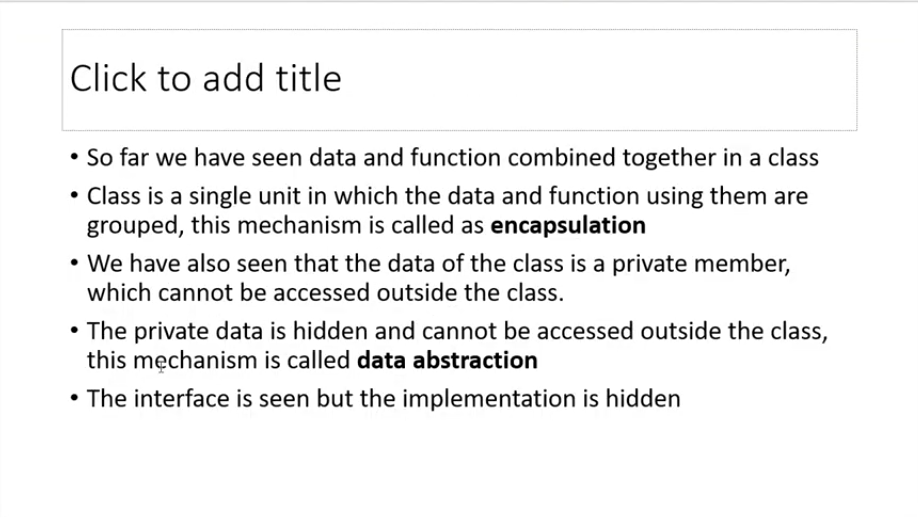 Click to add title
• So far we have seen data and function combined together in a class
• Class is a single unit in which the data and function using them are
grouped, this mechanism is called as encapsulation
• We have also seen that the data of the class is a private member,
which cannot be accessed outside the class.
• The private data is hidden and cannot be accessed outside the class,
this mechanism is called data abstraction
• The interface is seen but the implementation is hidden